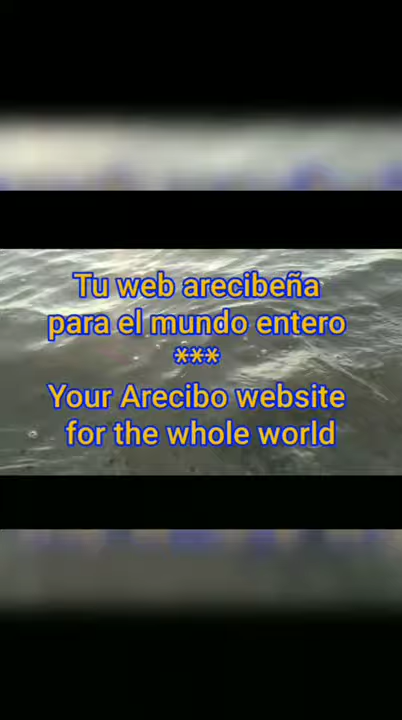 Tu web arecibeña
para el mundo entero
***
Your Arecibo website
for the whole world